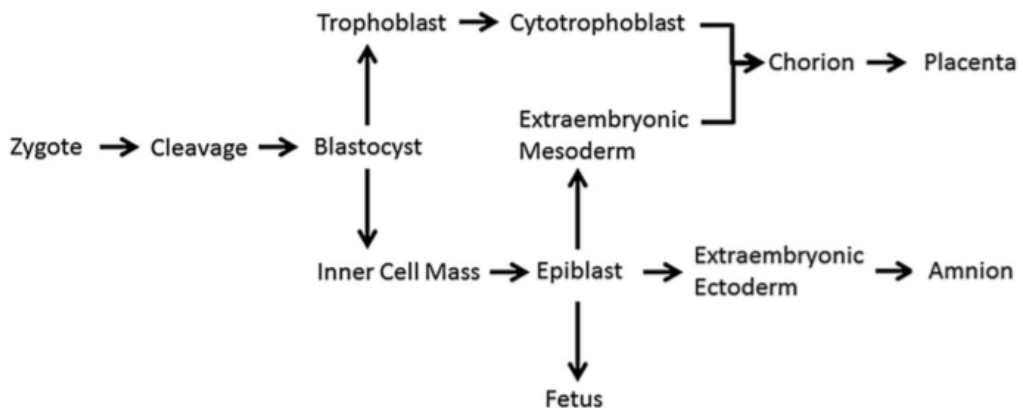 Trophoblast
Cytotrophoblast
Chorion
Placenta
Extraembryonic
Mesoderm
Zygote
Cleavage
Blastocyst
Inner Cell Mass
Epiblast
Extraembryonic
Ectoderm
Amnion
Fetus